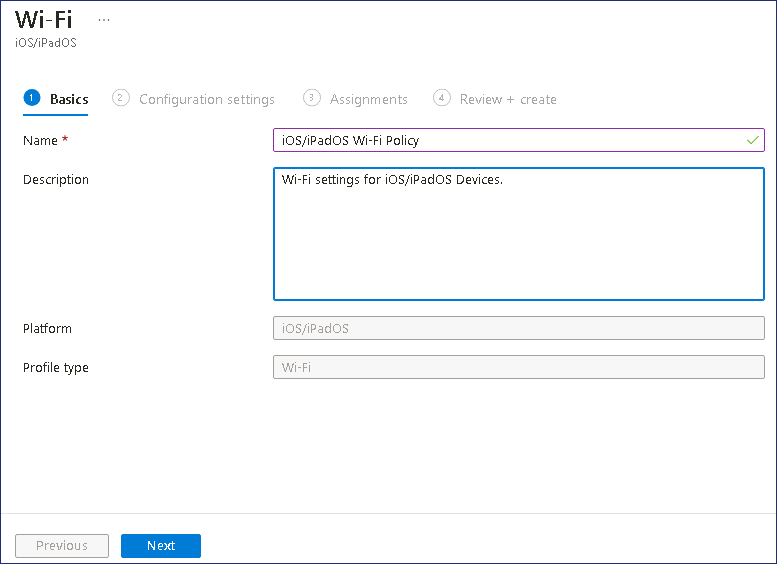 Wi-Fi ...
iOS/iPadOS
1 Basics 2 Configuration settings 3 Assignments 4 Review + create
Name * iOS/iPadOS Wi-Fi Policy
Description Wi-Fi settings for iOS/iPadOS Devices.
Platform iOS/iPadOS
Profile type Wi-Fi
Previous Next